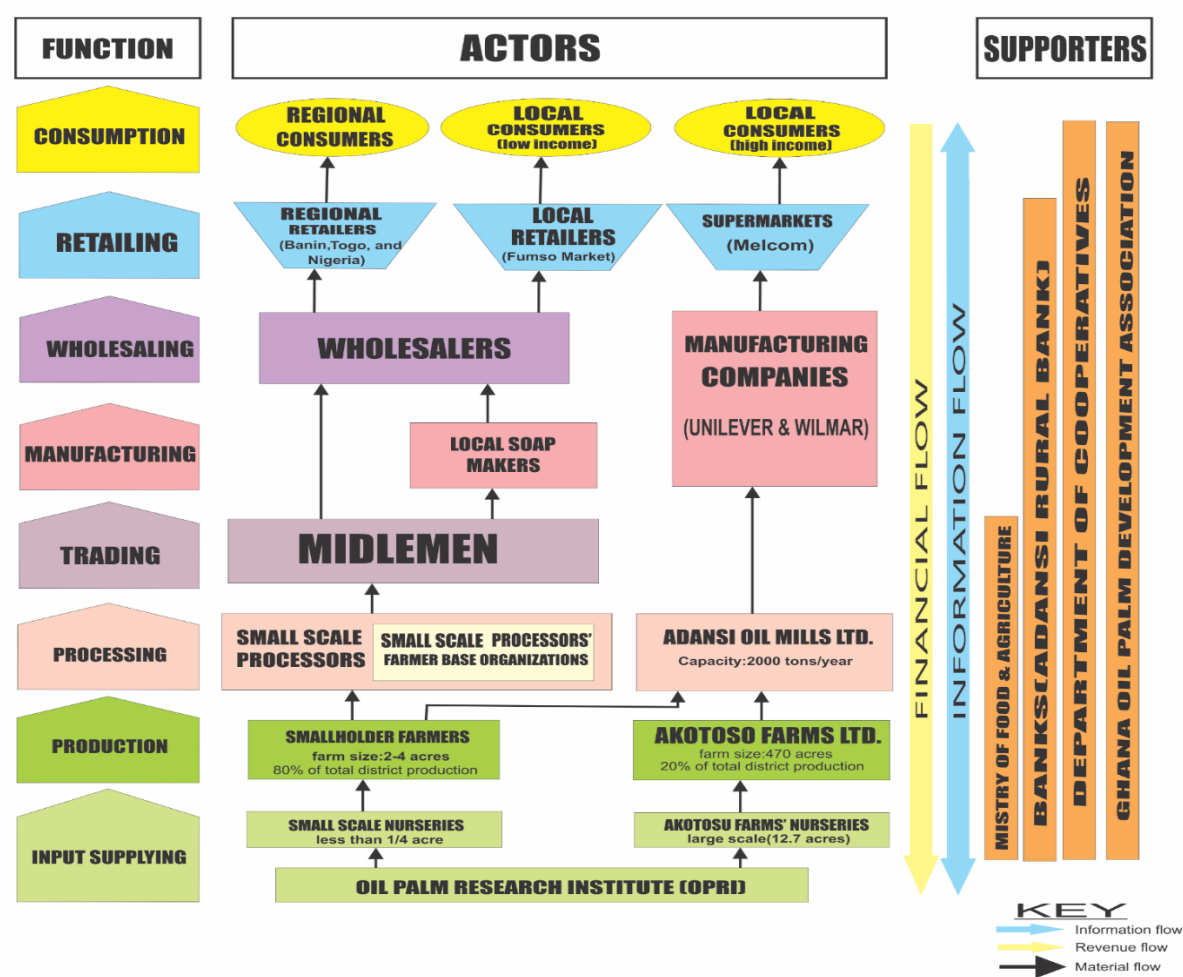 FUNCTION
ACTORS
SUPPORTERS
CONSUMPTION
REGIONAL
CONSUMERS
LOCAL
CONSUMERS
(low income)
LOCAL
CONSUMERS
(high income)
RETAILING
REGIONAL
RETAILERS
(Banin,Togo, and
Nigeria)
LOCAL
RETAILERS
(Fumso Market)
SUPERMARKETS
(Melcom)
WHOLESALING
WHOLESALERS
MANUFACTURING
COMPANIES
(UNILEVER & WILMAR)
MANUFACTURING
LOCAL SOAP
MAKERS
TRADING
MIDLEMEN
PROCESSING
SMALL SCALE
PROCESSORS
SMALL SCALE PROCESSORS'
FARMER BASE ORGANIZATIONS
ADANSI OIL MILLS LTD.
Capacity:2000 tons/year
PRODUCTION
SMALLHOLDER FARMERS
farm size:2-4 acres
80% of total district production
AKOTOSO FARMS LTD.
farm size:470 acres
20% of total district production
INPUT SUPPLYING
SMALL SCALE NURSERIES
less than 1/4 acre
AKOTOSU FARMS' NURSERIES
large scale(12.7 acres)
OIL PALM RESEARCH INSTITUTE (OPRI)
FINANCIAL FLOW
INFORMATION FLOW
MISTRY OF FOOD & AGRICULTURE
BANKS(ADANSI RURAL BANK)
DEPARTMENT OF COOPERATIVES
GHANA OIL PALM DEVELOPMENT ASSOCIATION
KEY
Information flow
Revenue flow
Material flow